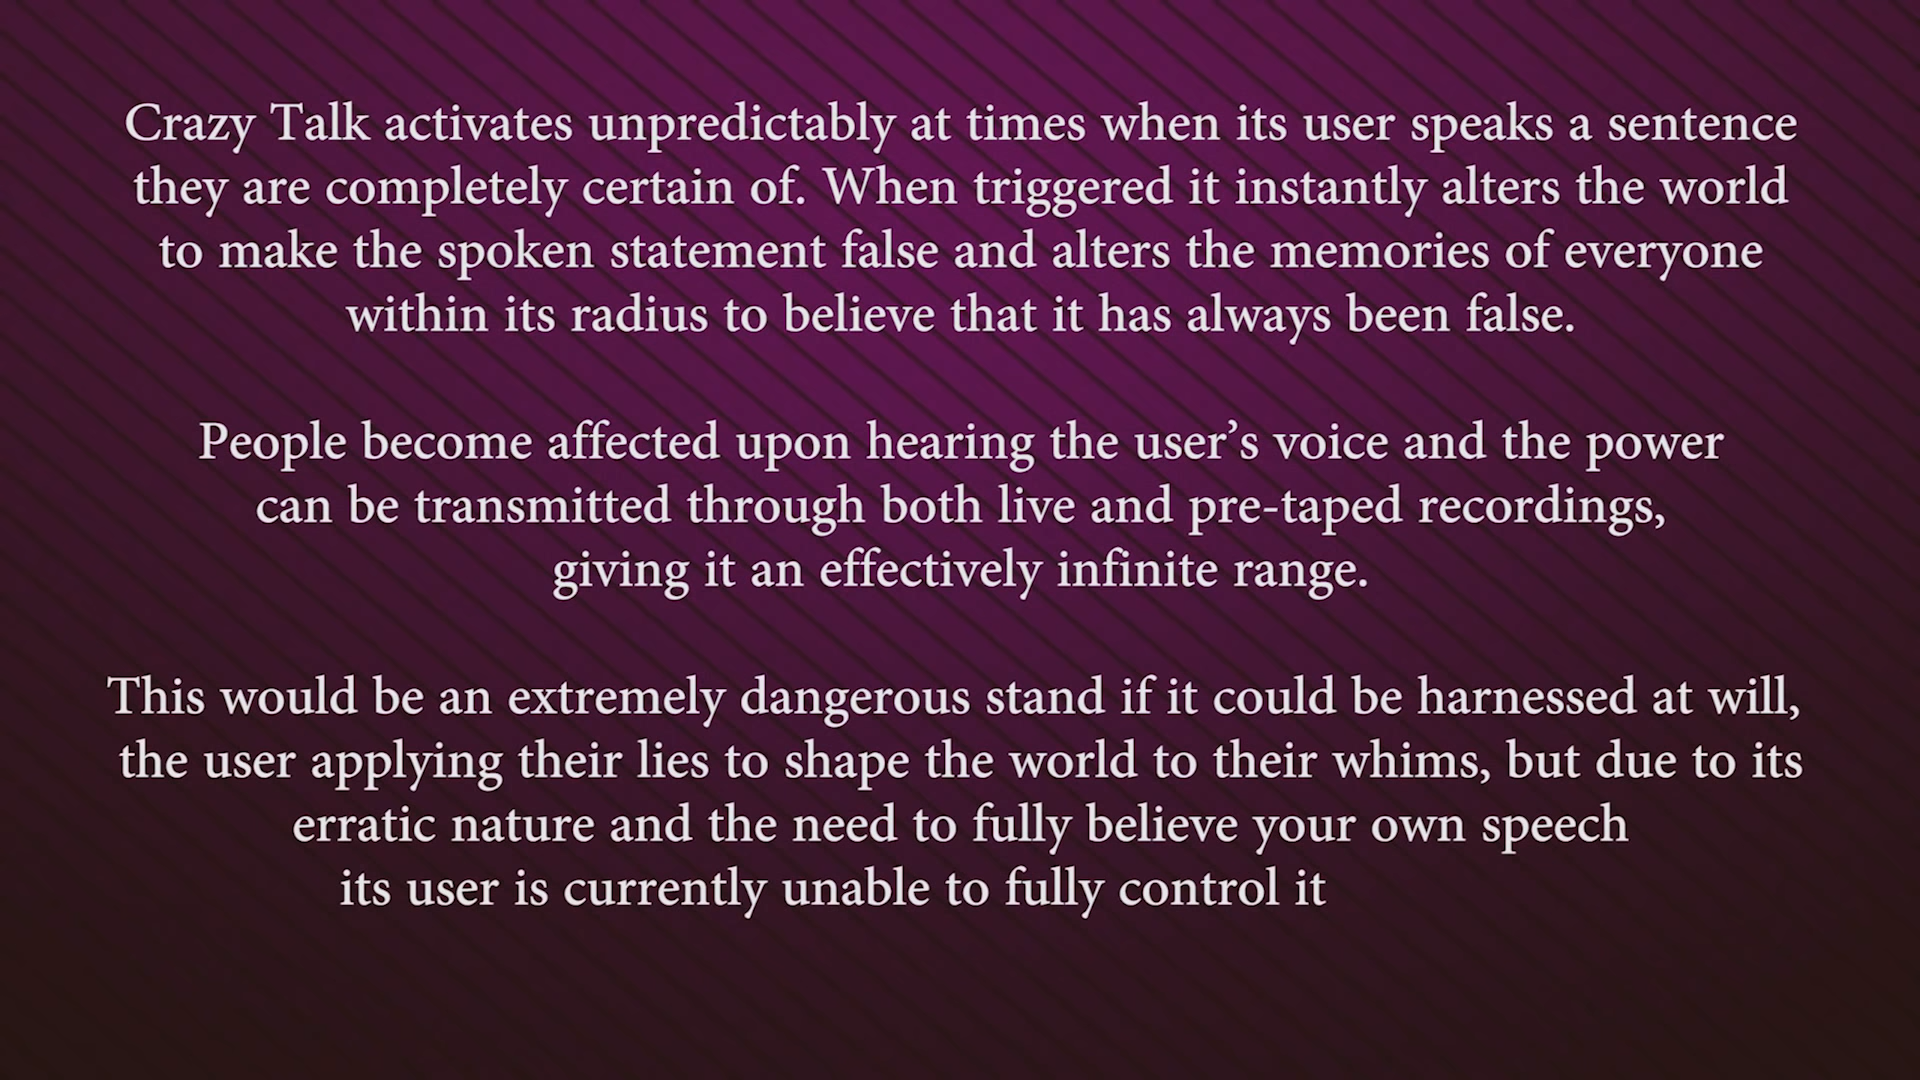 Crazy Talk activates unpredictably at times when its user speaks a sentence
they are completely certain of. When triggered it instantly alters the world
to make the spoken statement false and alters the memories of everyone
within its radius to believe that it has always been false.
People become affected upon hearing the user’s voice and the power
can be transmitted through both live and pre-taped recordings,
giving it an effectively infinite range.
This would be an extremely dangerous stand if it could be harnessed at will,
the user applying their lies to shape the world to their whims, but due to its
erratic nature and the need to fully believe your own speech
its user is currently unable to fully control it